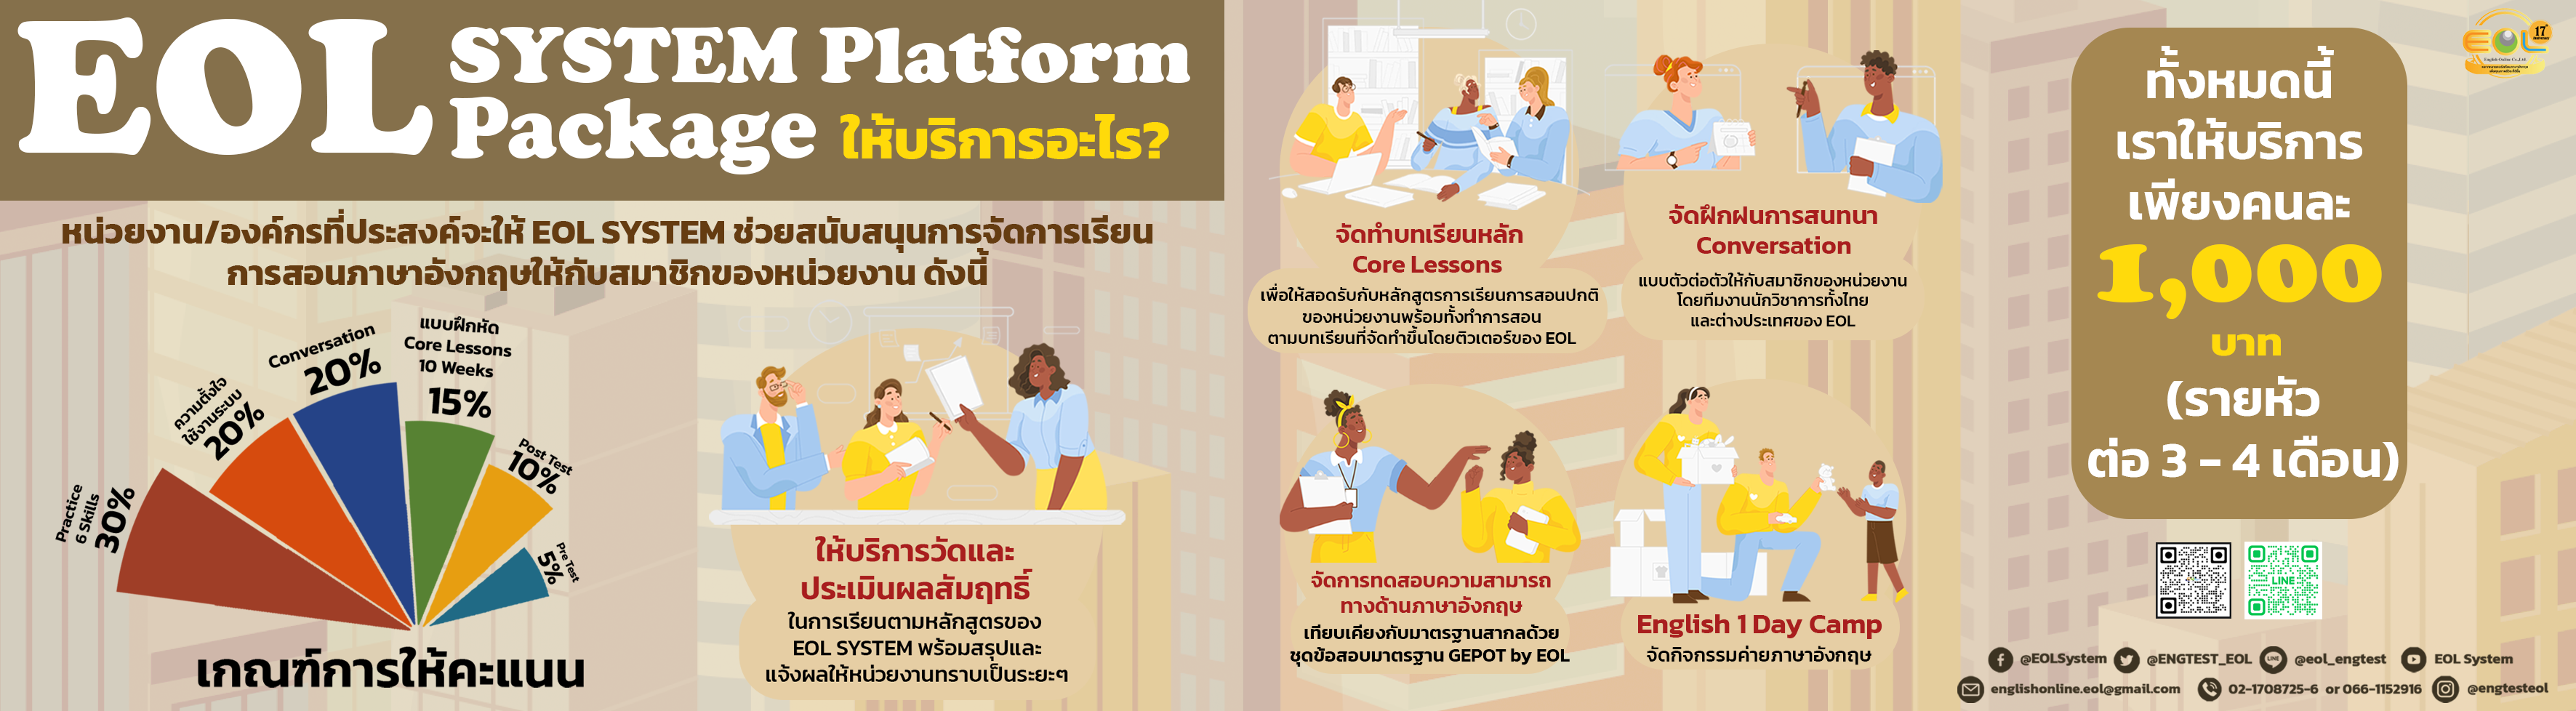 EOL SYSTEM Platform
Package ให้บริการอะไร?
หน่วยงาน/องค์กรที่ประสงค์จะให้ EOL SYSTEM ช่วยสนับสนุนการจัดการเรียน
การสอนภาษาอังกฤษให้กับสมาชิกของหน่วยงาน ดังนี้
Practice
6 Skills
30%
ความตั้งใจ
ใช้งานระบบ
20%
Conversation
20%
แบบฝึกหัด
Core Lessons
10 Weeks
15%
Post Test
10%
Pre Test
5%
เกณฑ์การให้คะแนน
ให้บริการวัดและ
ประเมินผลสัมฤทธิ์
ในการเรียนตามหลักสูตรของ
EOL SYSTEM พร้อมสรุปและ
แจ้งผลให้หน่วยงานทราบเป็นระยะๆ
จัดทำบทเรียนหลัก
Core Lessons
เพื่อให้สอดรับกับหลักสูตรการเรียนการสอนปกติ
ของหน่วยงานพร้อมทั้งทำการสอน
ตามบทเรียนที่จัดทำขึ้นโดยติวเตอร์ของ EOL
จัดฝึกฝนการสนทนา
Conversation
แบบตัวต่อตัวให้กับสมาชิกของหน่วยงาน
โดยทีมงานนักวิชาการทั้งไทย
และต่างประเทศของ EOL
จัดการทดสอบความสามารถ
ทางด้านภาษาอังกฤษ
เทียบเคียงกับมาตรฐานสากลด้วย
ชุดข้อสอบมาตรฐาน GEPOT by EOL
English 1 Day Camp
จัดกิจกรรมค่ายภาษาอังกฤษ
ทั้งหมดนี้
เราให้บริการ
เพียงคนละ
1,000
บาท
(รายหัว
ต่อ 3 - 4 เดือน)
EOL
17
LINE
@EOLSystem @ENGTEST_EOL @eol_engtest EOL System
englishonline.eol@gmail.com 02-1708725-6 or 066-1152916 @engtesteol